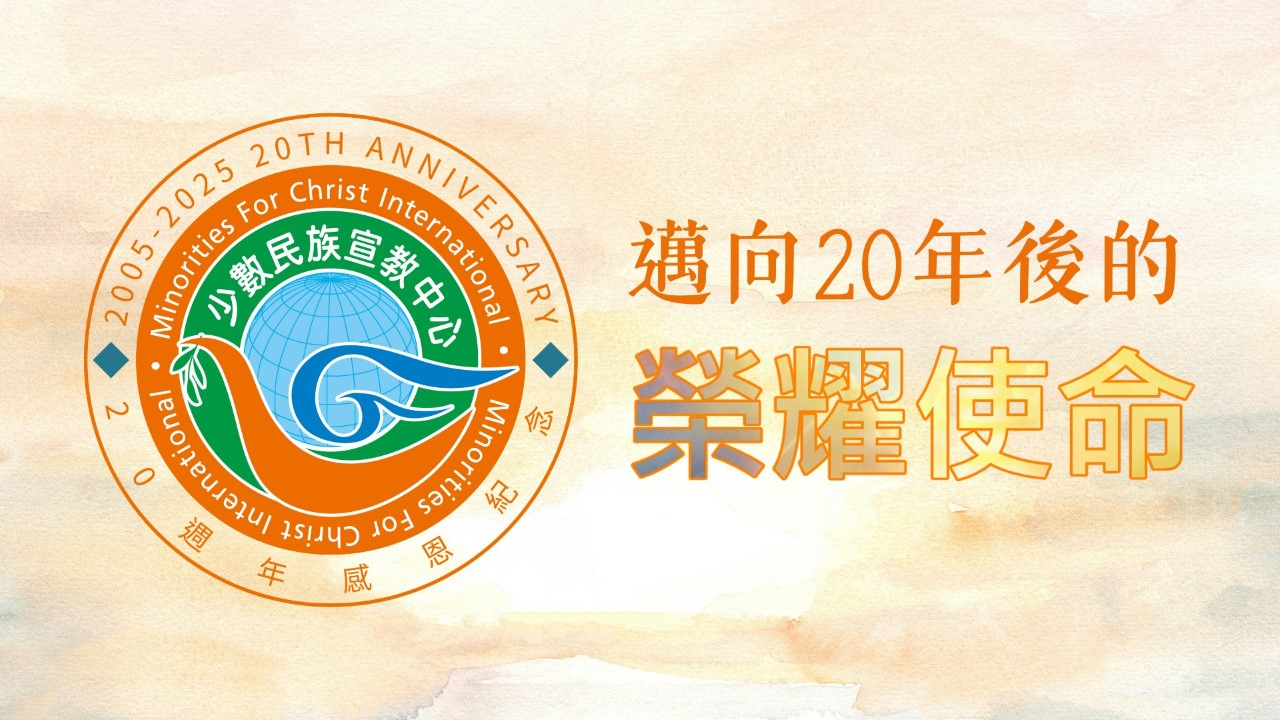 2005-2025 20TH ANNIVERSARY
Minorities For Christ International
少數民族宣教中心
Minorities For Christ International
20週年感恩紀念
邁向20年後的
榮耀使命